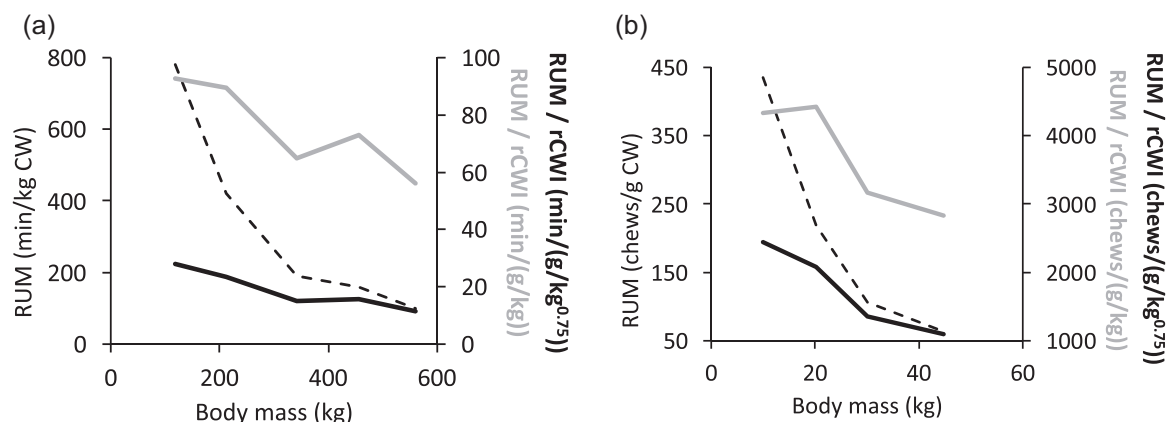 (a)
800
600
400
200
0
RUM (min/kg CW)
100
80
60
40
20
0
RUM / rCWI (min/(g/kg))
RUM / rCWI (min/(g/kg0.75))
0
200
400
600
Body mass (kg)
(b)
450
350
250
150
50
RUM (chews/g CW)
5000
4000
3000
2000
1000
RUM / rCWI (chews/(g/kg))
RUM / rCWI (chews/(g/kg0.75))
0
20
40
60
Body mass (kg)